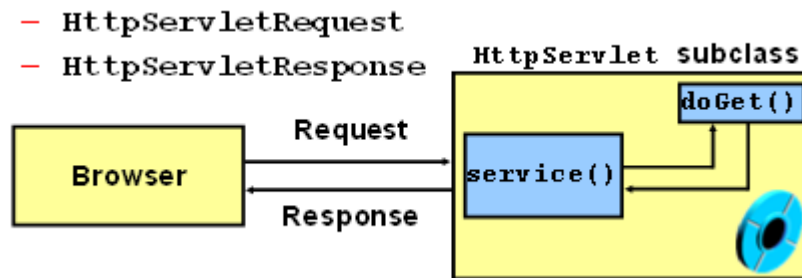 – HttpServletRequest
– HttpServletResponse
HttpServlet subclass
doGet()
Request
Browser
service()
Response